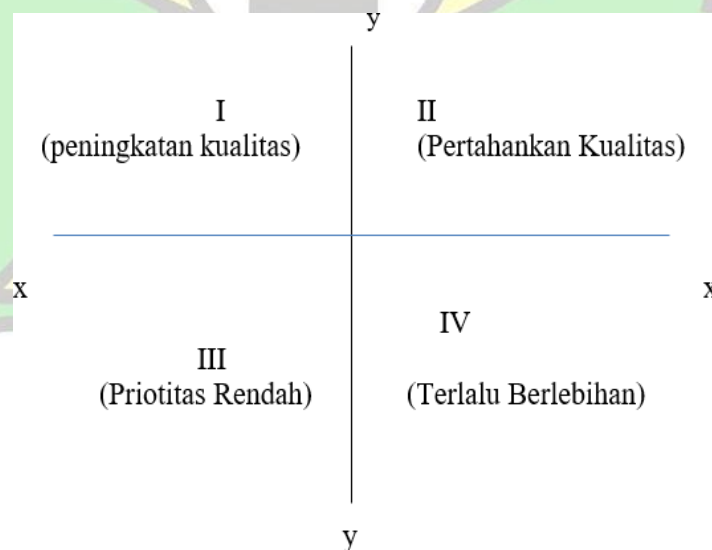 y
I
II
(peningkatan kualitas)
(Pertahankan Kualitas)
x
x
IV
III
(Priotitas Rendah)
(Terlalu Berlebihan)
y